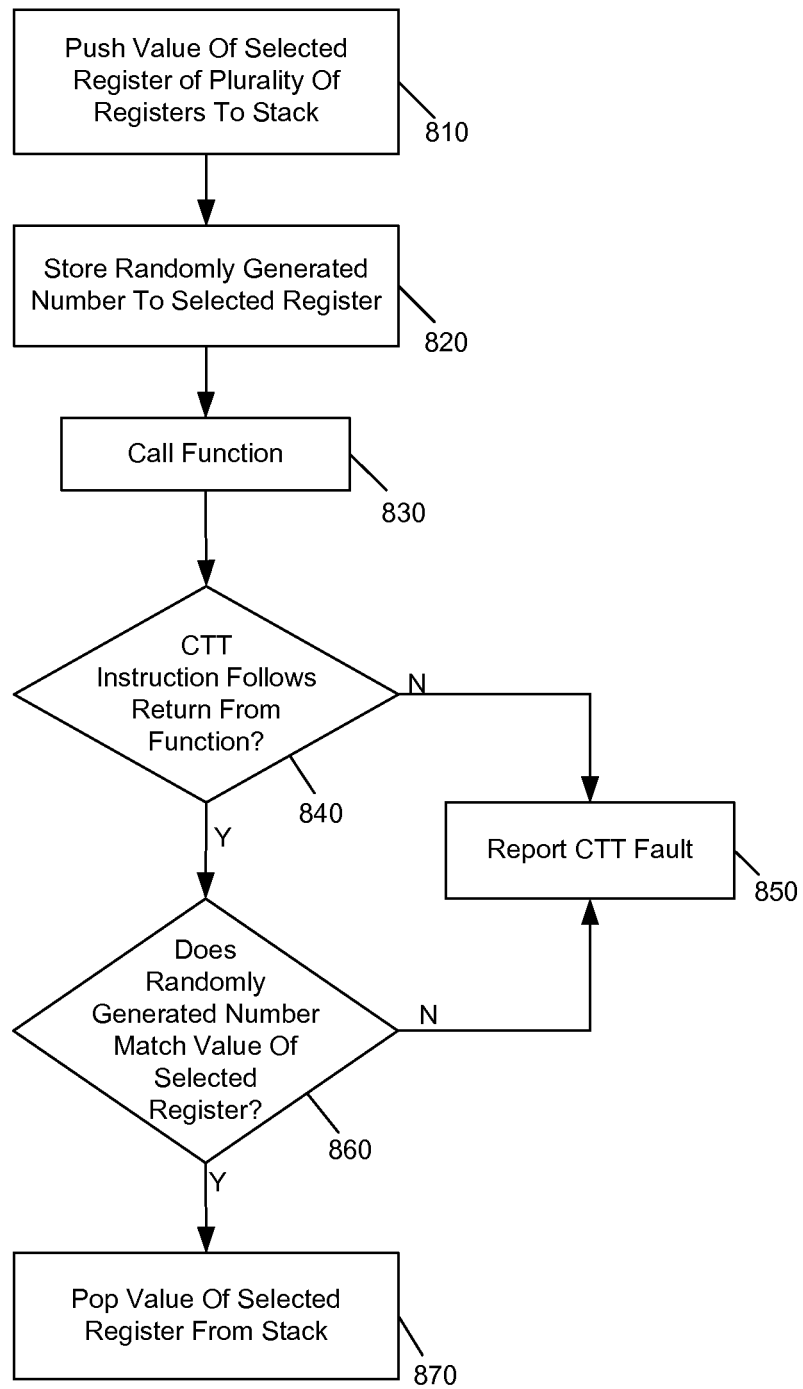 Push Value Of Selected
Register of Plurality Of
Registers To Stack
810
Store Randomly Generated
Number To Selected Register
820
Call Function
830
CTT
Instruction Follows
Return From
Function?
N
840
Y
Report CTT Fault
850
Does
Randomly
Generated Number
Match Value Of
Selected
Register?
N
860
Y
Pop Value Of Selected
Register From Stack
870